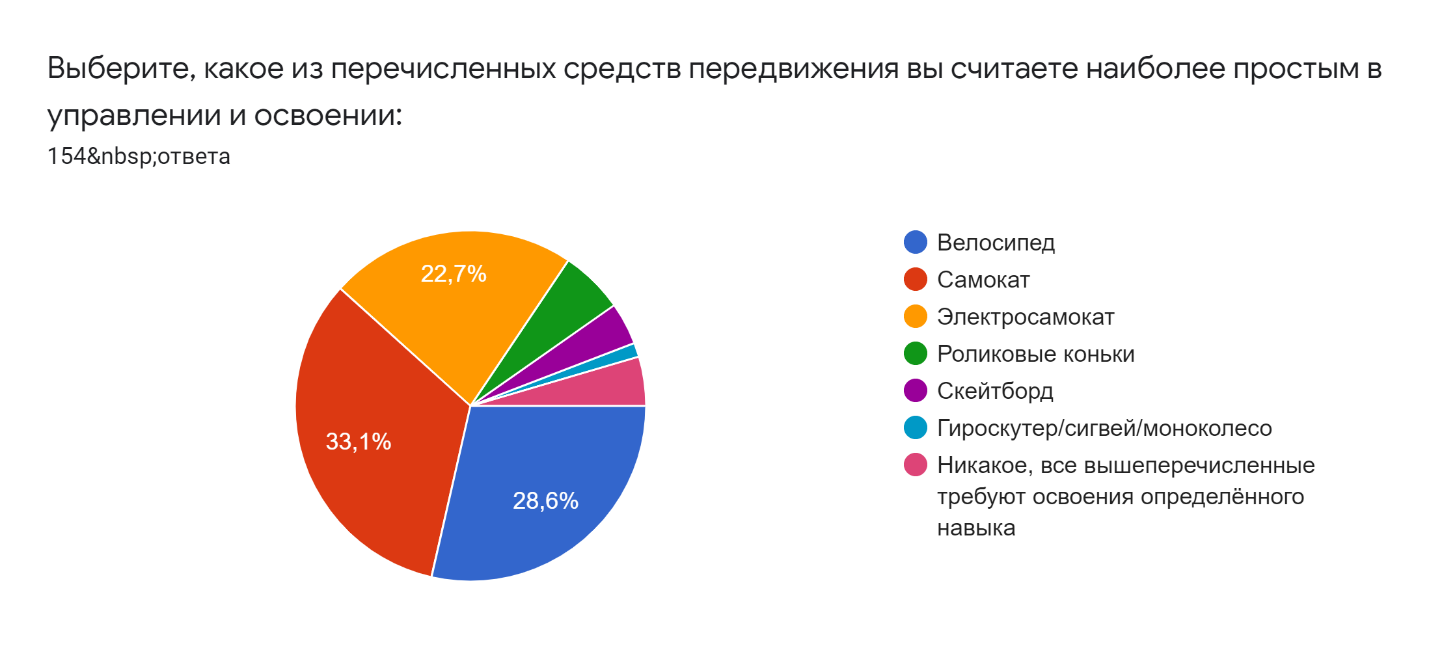 Выберите, какое из перечисленных средств передвижения вы считаете наиболее простым в
управлении и освоении:
154&nbsp;ответа
22,7%
33,1%
28,6%
Велосипед
Самокат
Электросамокат
Роликовые коньки
Скейтборд
Гироскутер/сигвей/моноколесо
Никакое, все вышеперечисленные
требуют освоения определённого
навыка